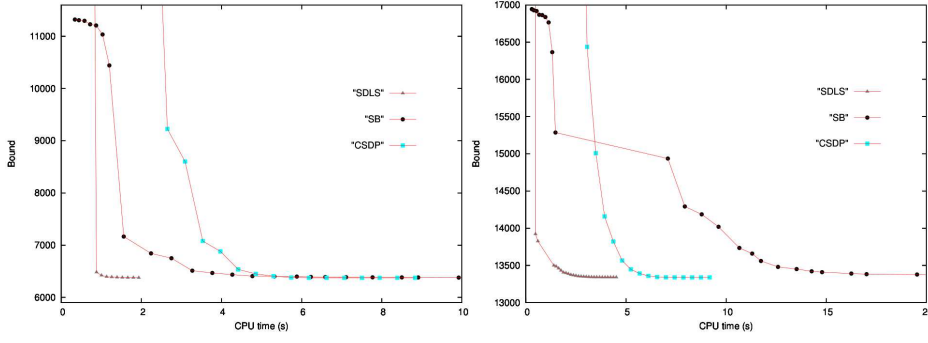 11000
10000
9000
8000
7000
6000
Bound
0
2
4
6
8
10
CPU time (s)
"SDLS"
"SB"
"CSDP"
17000
16500
16000
15500
15000
14500
14000
13500
13000
Bound
0
5
10
15
2
CPU time (s)
"SDLS"
"SB"
"CSDP"